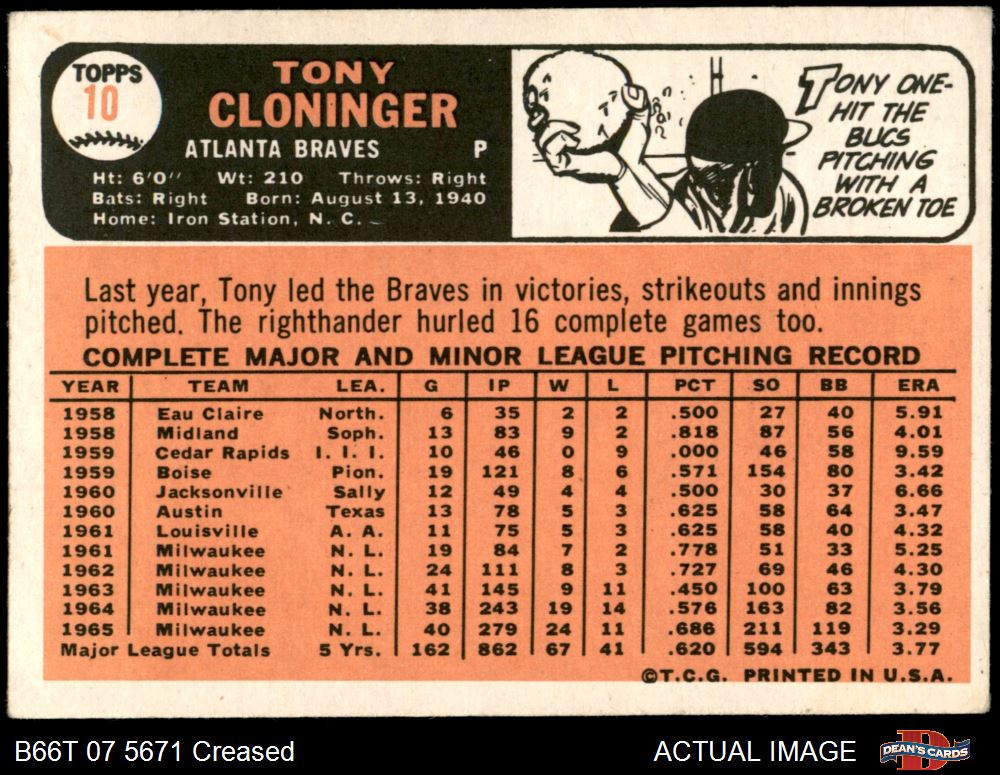 TOPPS
10
TONY
CLONINGER
ATLANTA BRAVES P
Ht: 6'0" Wt: 210 Throws: Right
Bats: Right Born: August 13, 1940
Home: Iron Station, N. C.
TONY ONE-
HIT THE
BUCS
PITCHING
WITH A
BROKEN TOE
Last year, Tony led the Braves in victories, strikeouts and innings
pitched. The righthander hurled 16 complete games too.
COMPLETE MAJOR AND MINOR LEAGUE PITCHING RECORD
YEAR TEAM LEA. G IP W L PCT SO BB ERA
1958 Eau Claire North. 6 35 2 2 .500 27 40 5.91
1958 Midland Soph. 13 83 9 2 .818 87 56 4.01
1959 Cedar Rapids I. I. I. 10 46 0 9 .000 46 58 9.59
1959 Boise Pion. 19 121 8 6 .571 154 80 3.42
1960 Jacksonville Sally 12 49 4 4 .500 30 37 6.66
1960 Austin Texas 13 78 5 3 .625 58 64 3.47
1961 Louisville A. A. 11 75 5 3 .625 58 40 4.32
1961 Milwaukee N. L. 19 84 7 2 .778 51 33 5.25
1962 Milwaukee N. L. 24 111 8 3 .727 69 46 4.30
1963 Milwaukee N. L. 41 145 9 11 .450 100 63 3.79
1964 Milwaukee N. L. 38 243 19 14 .576 163 82 3.56
1965 Milwaukee N. L. 40 279 24 11 .686 211 119 3.29
Major League Totals 5 Yrs. 162 862 67 41 .620 594 343 3.77
©T.C.G. PRINTED IN U.S.A.
B66T 07 5671 Creased ACTUAL IMAGE
DEAN'S CARDS